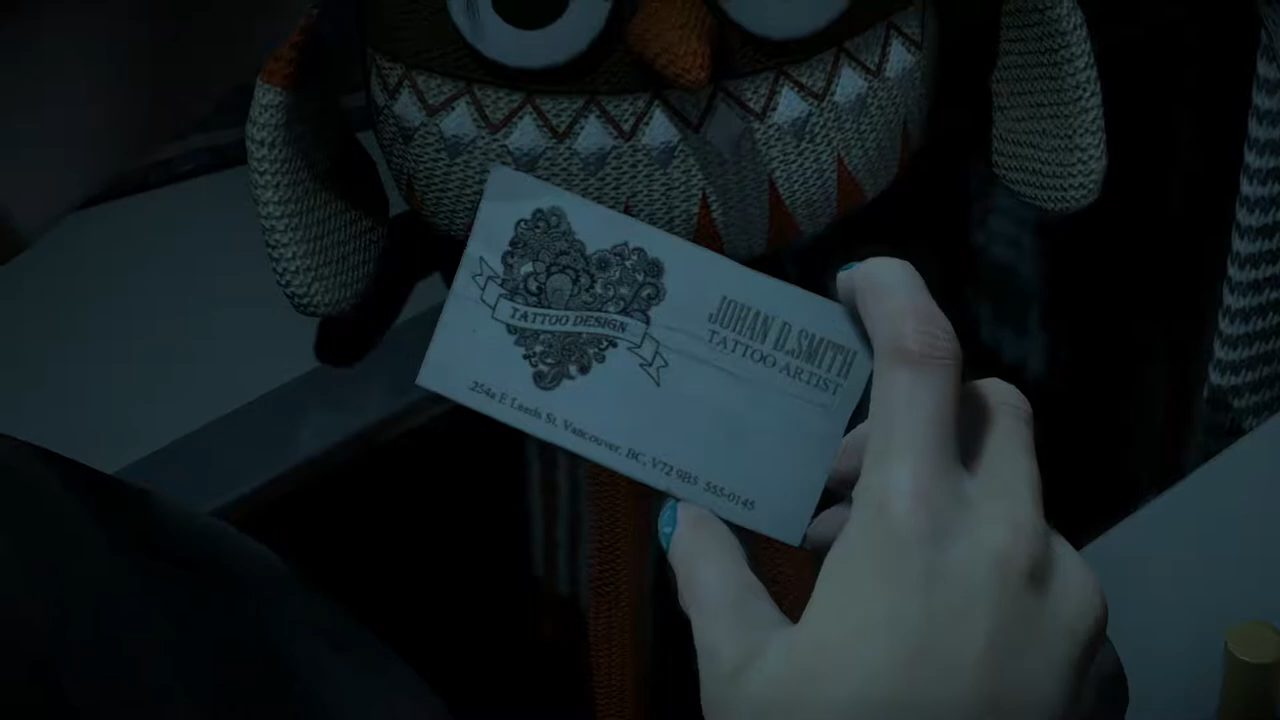 TATTOO DESIGN
JOHAN D.SMITH
TATTOO ARTIST
254a E Leeds St, Vancouver, BC, V72 9B5 555-0145